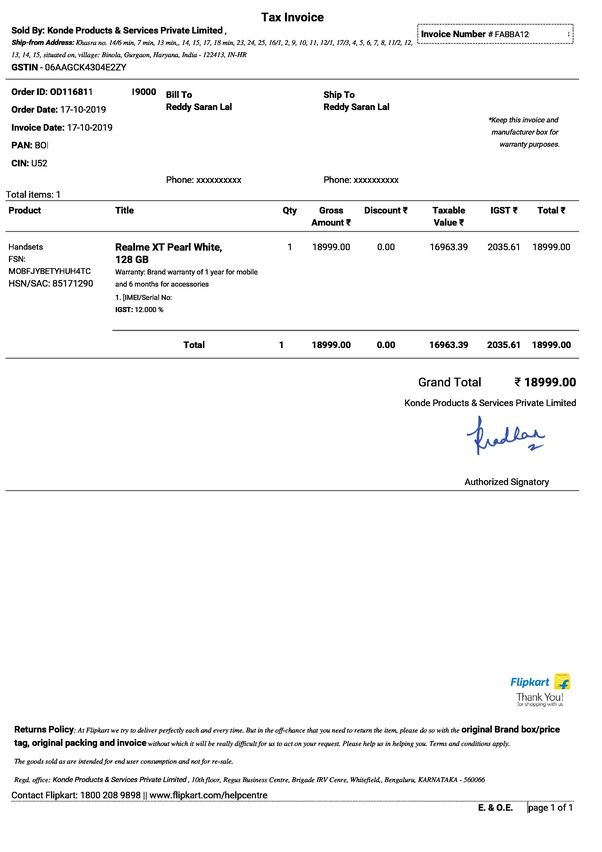 Tax Invoice
Sold By: Konde Products & Services Private Limited ,
Invoice Number # FABBA12
Ship-from Address: Khasra no. 14/6 min, 7 min, 13 min,, 14, 15, 17, 18 min, 23, 24, 25, 16/1, 2, 9, 10, 11, 12/1, 17/3, 4, 5, 6, 7, 8, 11/2, 12,
13, 14, 15, situated on, village: Binola, Gurgaon, Haryana, India - 122413, IN-HR
GSTIN - 06AAGCK4304E2ZY
Order ID: OD116811 19000
Order Date: 17-10-2019
Invoice Date: 17-10-2019
PAN: BOI
CIN: U52
Bill To
Reddy Saran Lal
Phone: xxxxxxxxxx
Ship To
Reddy Saran Lal
Phone: xxxxxxxxxx
*Keep this invoice and
manufacturer box for
warranty purposes.
Total items: 1
Product Title Qty Gross Amount ₹ Discount ₹ Taxable Value ₹ IGST ₹ Total ₹
Handsets
FSN:
MOBFJYBETYHUH4TC
HSN/SAC: 85171290
Realme XT Pearl White,
128 GB
Warranty: Brand warranty of 1 year for mobile
and 6 months for accessories
1. [IMEI/Serial No:
IGST: 12.000 %
1 18999.00 0.00 16963.39 2035.61 18999.00
Total 1 18999.00 0.00 16963.39 2035.61 18999.00
Grand Total ₹ 18999.00
Konde Products & Services Private Limited
Authorized Signatory
Flipkart
Thank You!
for shopping with us
Returns Policy: At Flipkart we try to deliver perfectly each and every time. But in the off-chance that you need to return the item, please do so with the original Brand box/price
tag, original packing and invoice without which it will be really difficult for us to act on your request. Please help us in helping you. Terms and conditions apply.
The goods sold as are intended for end user consumption and not for re-sale.
Regd. office: Konde Products & Services Private Limited , 10th floor, Regus Business Centre, Brigade IRV Cenre, Whitefield,, Bengaluru, KARNATAKA - 560066
Contact Flipkart: 1800 208 9898 || www.flipkart.com/helpcentre
E. & O.E. page 1 of 1